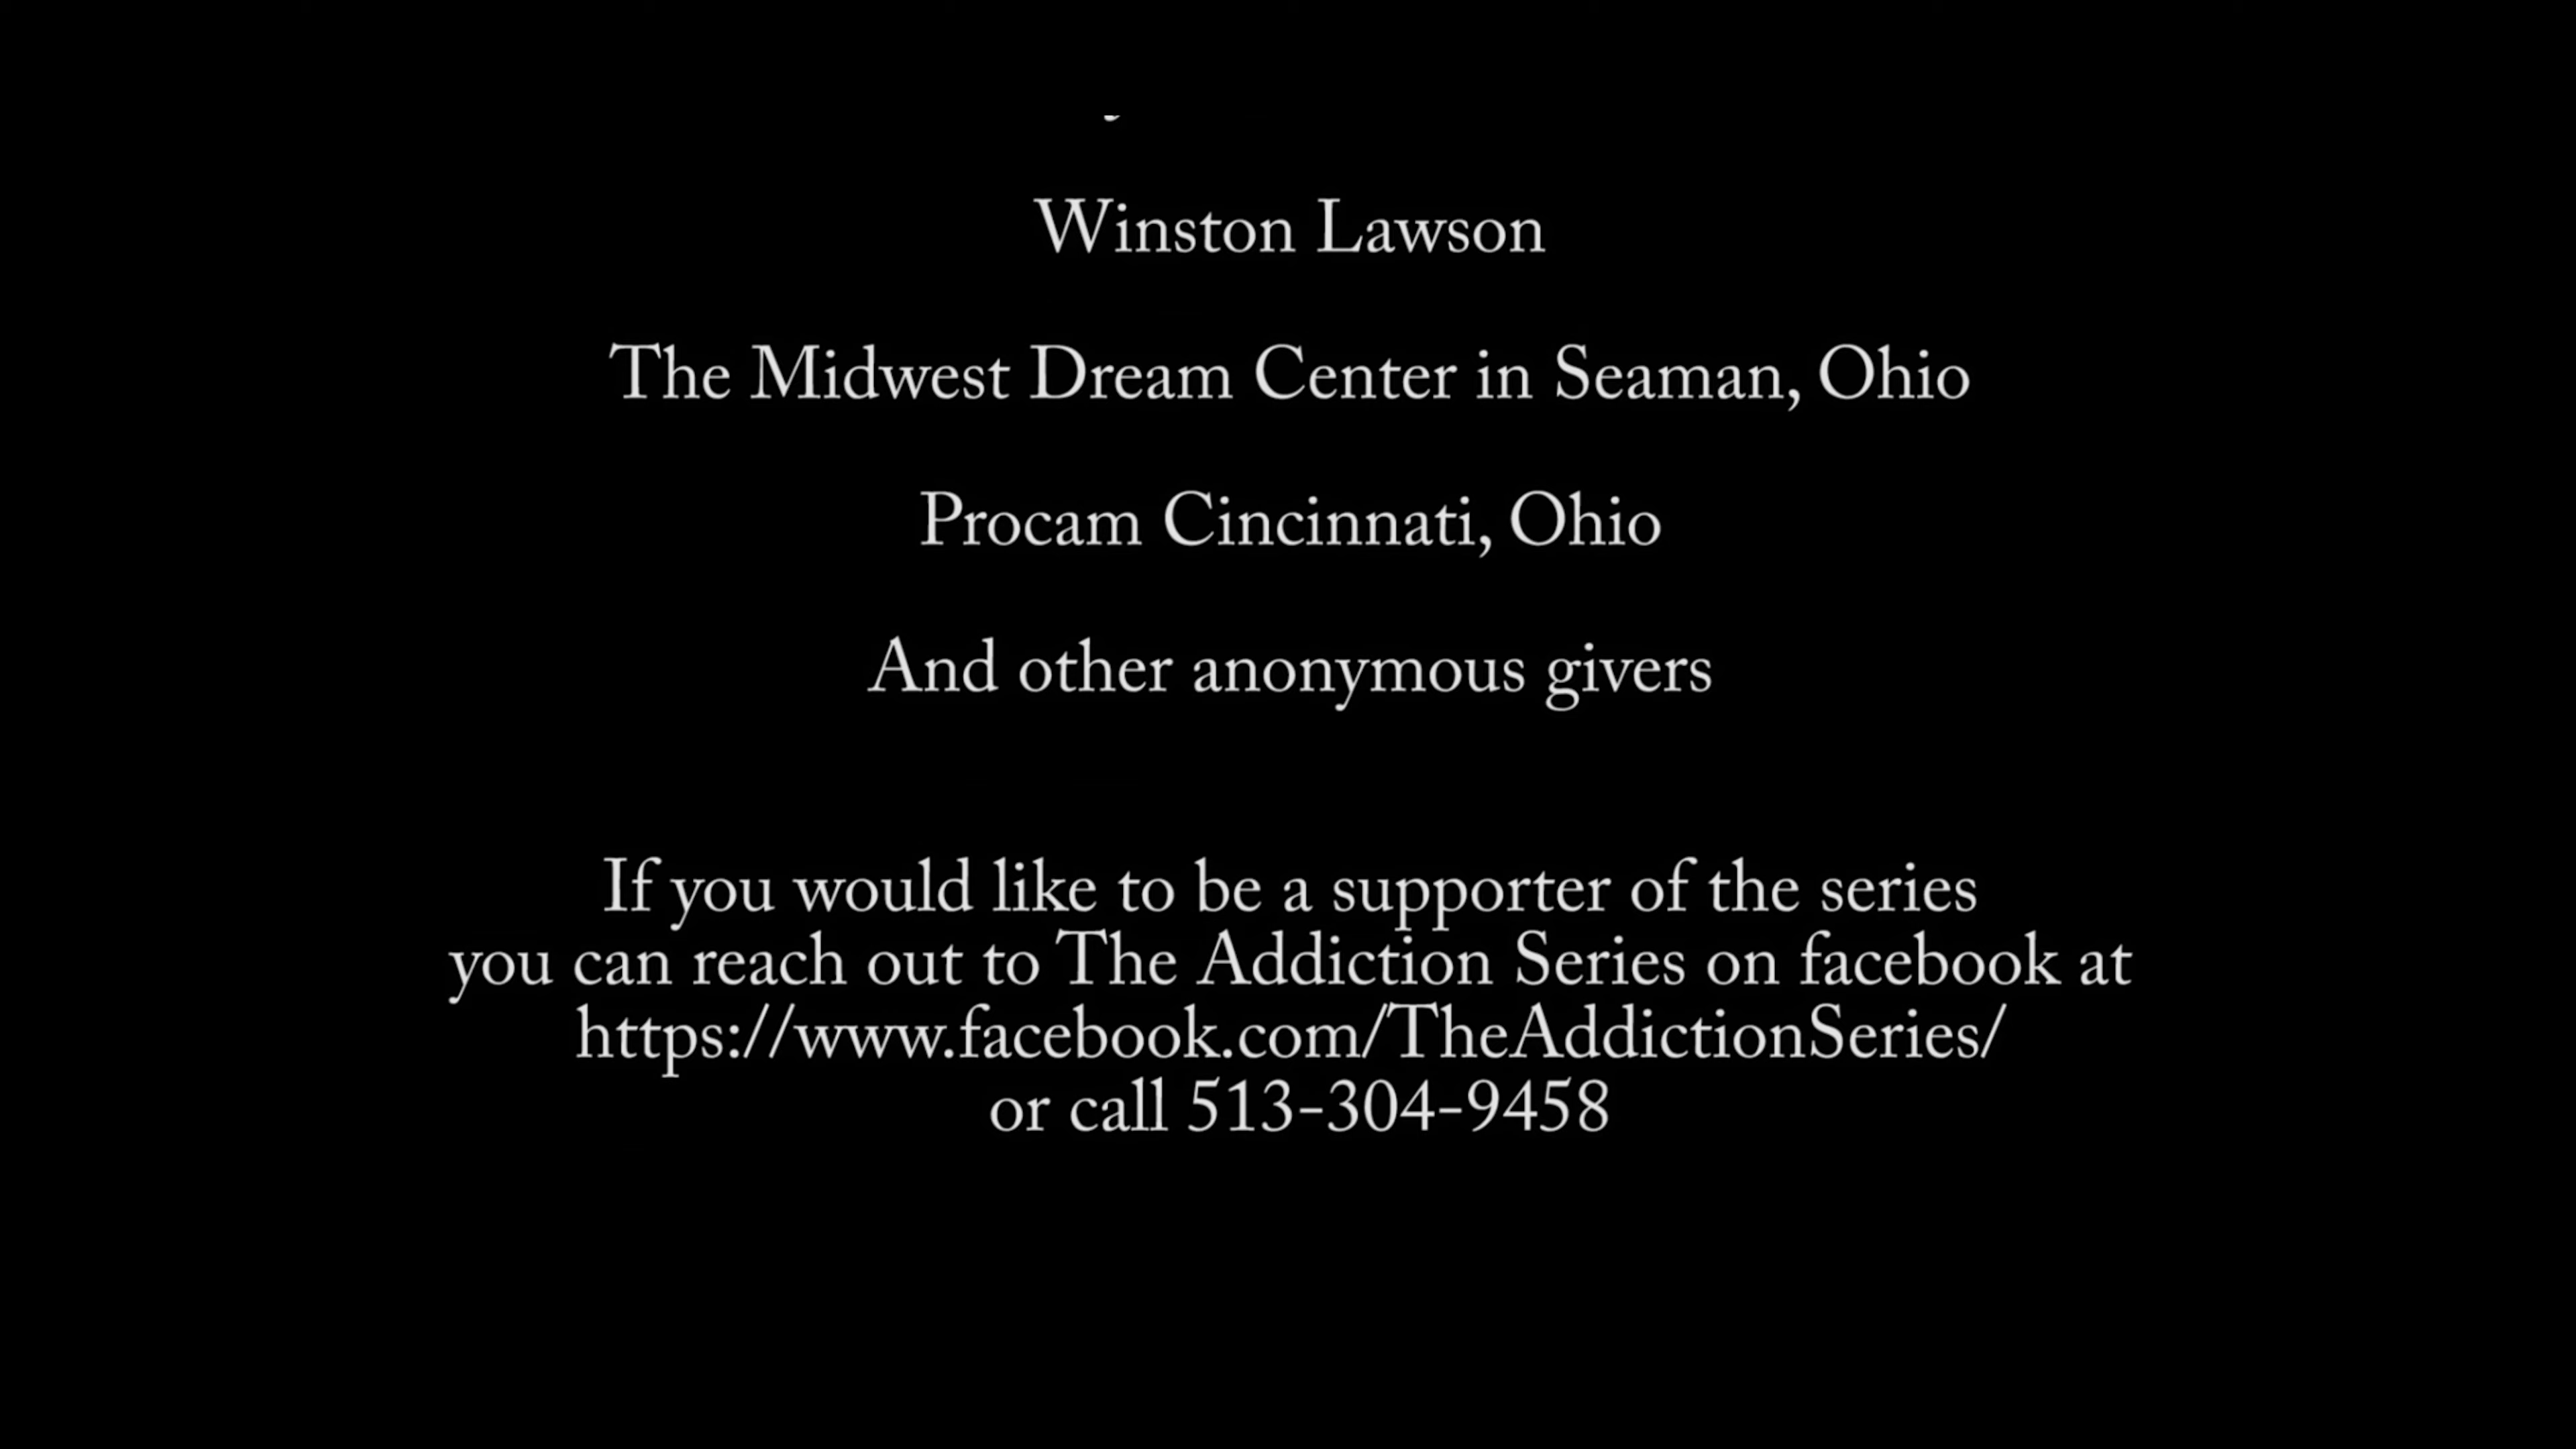 Winston Lawson
The Midwest Dream Center in Seaman, Ohio
Procam Cincinnati, Ohio
And other anonymous givers
If you would like to be a supporter of the series
you can reach out to The Addiction Series on facebook at
https://www.facebook.com/TheAddictionSeries/
or call 513-304-9458